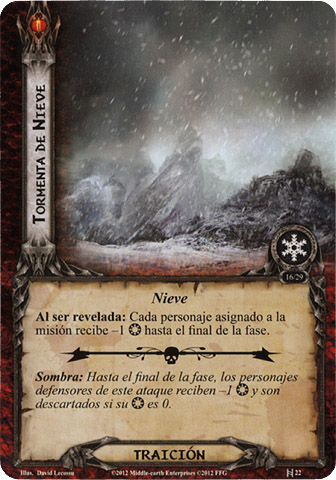 TORMENTA DE NIEVE
16/29
Nieve
Al ser revelada: Cada personaje asignado a la
misión recibe –1 hasta el final de la fase.
Sombra: Hasta el final de la fase, los personajes
defensores de este ataque reciben –1 y son
descartados si su es 0.
Illus. David Lecossu
©2012 Middle-earth Enterprises ©2012 FFG
22
TRAICIÓN